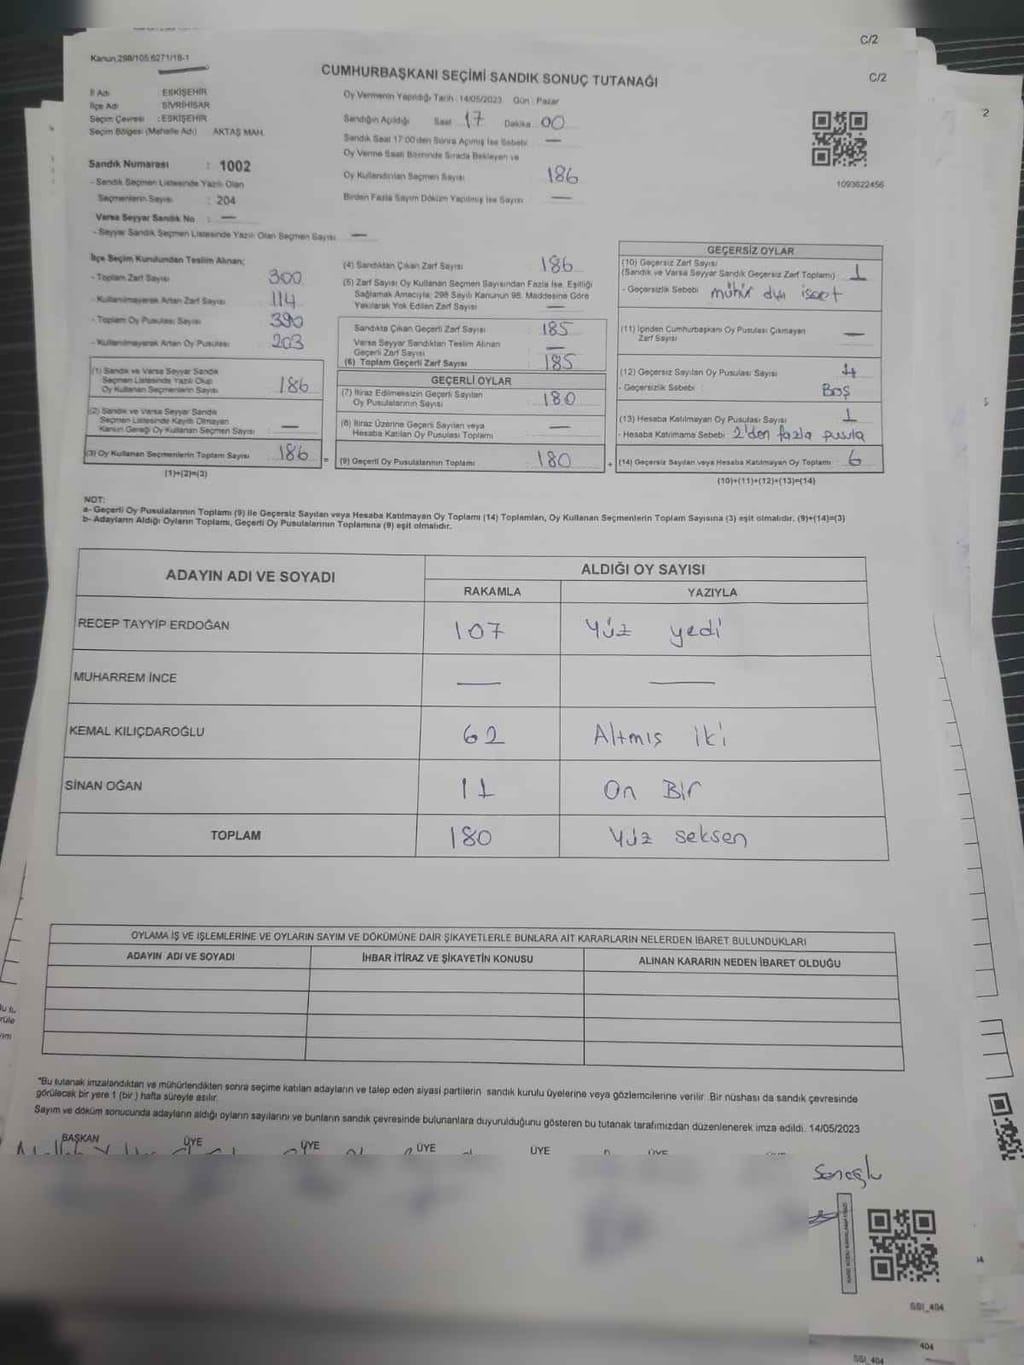 C/2
Kanun:298/105;6271/18-1
C/2
CUMHURBAŞKANI SEÇİMİ SANDIK SONUÇ TUTANAĞI
İl Adı : ESKİŞEHİR
İlçe Adı : SİVRİHİSAR
Seçim Çevresi : ESKİŞEHİR
Seçim Bölgesi (Mahalle Adı) AKTAŞ MAH.
Sandık Numarası : 1002
- Sandık Seçmen Listesinde Yazılı Olan
Seçmenlerin Sayısı : 204
Varsa Seyyar Sandık No : —
- Seyyar Sandık Seçmen Listesinde Yazılı Olan Seçmen Sayısı —
Oy Vermenin Yapıldığı Tarih : 14/05/2023 Gün : Pazar
Sandığın Açıldığı Saat 17 Dakika 00
Sandık Saat 17:00'den Sonra Açılmış İse Sebebi —
Oy Verme Saati Bitiminde Sırada Bekleyen ve
Oy Kullandırılan Seçmen Sayısı 186
Birden Fazla Sayım Döküm Yapılmış İse Sayısı —
1093622456
2
İlçe Seçim Kurulundan Teslim Alınan;
- Toplam Zarf Sayısı 300
- Kullanılmayarak Artan Zarf Sayısı 114
- Toplam Oy Pusulası Sayısı 390
- Kullanılmayarak Artan Oy Pusulası 203
(1) Sandık ve Varsa Seyyar Sandık
Seçmen Listesinde Yazılı Olup
Oy Kullanan Seçmenlerin Sayısı 186
(2) Sandık ve Varsa Seyyar Sandık
Seçmen Listesinde Kayıtlı Olmayan
Kanun Gereği Oy Kullanan Seçmen Sayısı —
(3) Oy Kullanan Seçmenlerin Toplam Sayısı 186 =
(1)+(2)=(3)
(4) Sandıktan Çıkan Zarf Sayısı 186
(5) Zarf Sayısı Oy Kullanan Seçmen Sayısından Fazla İse, Eşitliği
Sağlamak Amacıyla; 298 Sayılı Kanunun 98. Maddesine Göre
Yakılarak Yok Edilen Zarf Sayısı —
Sandıkta Çıkan Geçerli Zarf Sayısı 185
Varsa Seyyar Sandıktan Teslim Alınan
Geçerli Zarf Sayısı —
(6) Toplam Geçerli Zarf Sayısı 185
GEÇERLİ OYLAR
(7) İtiraz Edilmeksizin Geçerli Sayılan
Oy Pusulalarının Sayısı 180
(8) İtiraz Üzerine Geçerli Sayılan veya
Hesaba Katılan Oy Pusulası Toplamı —
(9) Geçerli Oy Pusulalarının Toplamı 180 +
GEÇERSİZ OYLAR
(10) Geçersiz Zarf Sayısı
(Sandık ve Varsa Seyyar Sandık Geçersiz Zarf Toplamı) 1
- Geçersizlik Sebebi mühür dışı işaret
(11) İçinden Cumhurbaşkanı Oy Pusulası Çıkmayan
Zarf Sayısı —
(12) Geçersiz Sayılan Oy Pusulası Sayısı 4
- Geçersizlik Sebebi : BOŞ
(13) Hesaba Katılmayan Oy Pusulası Sayısı 1
- Hesaba Katılmama Sebebi 2'den fazla pusula
(14) Geçersiz Sayılan veya Hesaba Katılmayan Oy Toplamı 6
(10)+(11)+(12)+(13)=(14)
NOT:
a- Geçerli Oy Pusulalarının Toplamı (9) ile Geçersiz Sayılan veya Hesaba Katılmayan Oy Toplamı (14) Toplamları, Oy Kullanan Seçmenlerin Toplam Sayısına (3) eşit olmalıdır. (9)+(14)=(3)
b- Adayların Aldığı Oyların Toplamı, Geçerli Oy Pusulalarının Toplamına (9) eşit olmalıdır.
ADAYIN ADI VE SOYADI
ALDIĞI OY SAYISI
RAKAMLA YAZIYLA
RECEP TAYYİP ERDOĞAN 107 Yüz yedi
MUHARREM İNCE — —
KEMAL KILIÇDAROĞLU 62 Altmış iki
SİNAN OĞAN 11 On Bir
TOPLAM 180 Yüz seksen
OYLAMA İŞ VE İŞLEMLERİNE VE OYLARIN SAYIM VE DÖKÜMÜNE DAİR ŞİKAYETLERLE BUNLARA AİT KARARLARIN NELERDEN İBARET BULUNDUKLARI
ADAYIN ADI VE SOYADI İHBAR İTİRAZ VE ŞİKAYETİN KONUSU ALINAN KARARIN NEDEN İBARET OLDUĞU
"Bu tutanak imzalandıktan ve mühürlendikten sonra seçime katılan adayların ve talep eden siyasi partilerin sandık kurulu üyelerine veya gözlemcilerine verilir. Bir nüshası da sandık çevresinde
görülecek bir yere 1 (bir ) hafta süreyle asılır.
Sayım ve döküm sonucunda adayların aldığı oyların sayılarını ve bunların sandık çevresinde bulunanlara duyurulduğunu gösteren bu tutanak tarafımızdan düzenlenerek imza edildi. 14/05/2023
BAŞKAN ÜYE ÜYE ÜYE ÜYE ÜYE
SSI_404
404
SSI_404